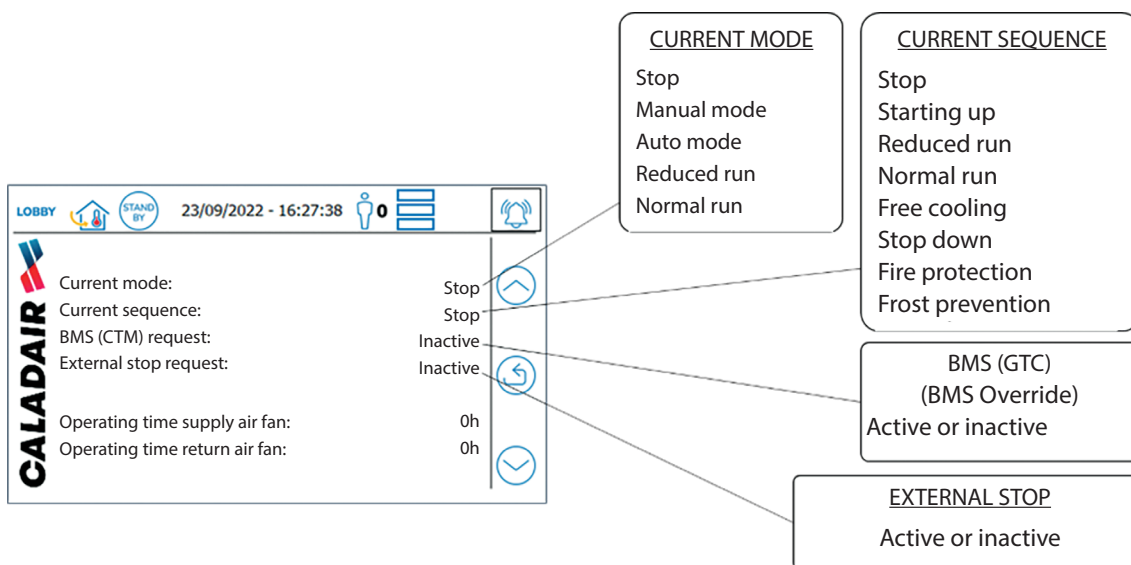 CURRENT MODE
Stop
Manual mode
Auto mode
Reduced run
Normal run
CURRENT SEQUENCE
Stop
Starting up
Reduced run
Normal run
Free cooling
Stop down
Fire protection
Frost prevention
LOBBY
STAND
BY
23/09/2022 - 16:27:38
0
CALADAIR
Current mode: Stop
Current sequence: Stop
BMS (CTM) request: Inactive
External stop request: Inactive
Operating time supply air fan: 0h
Operating time return air fan: 0h
BMS (GTC)
(BMS Override)
Active or inactive
EXTERNAL STOP
Active or inactive